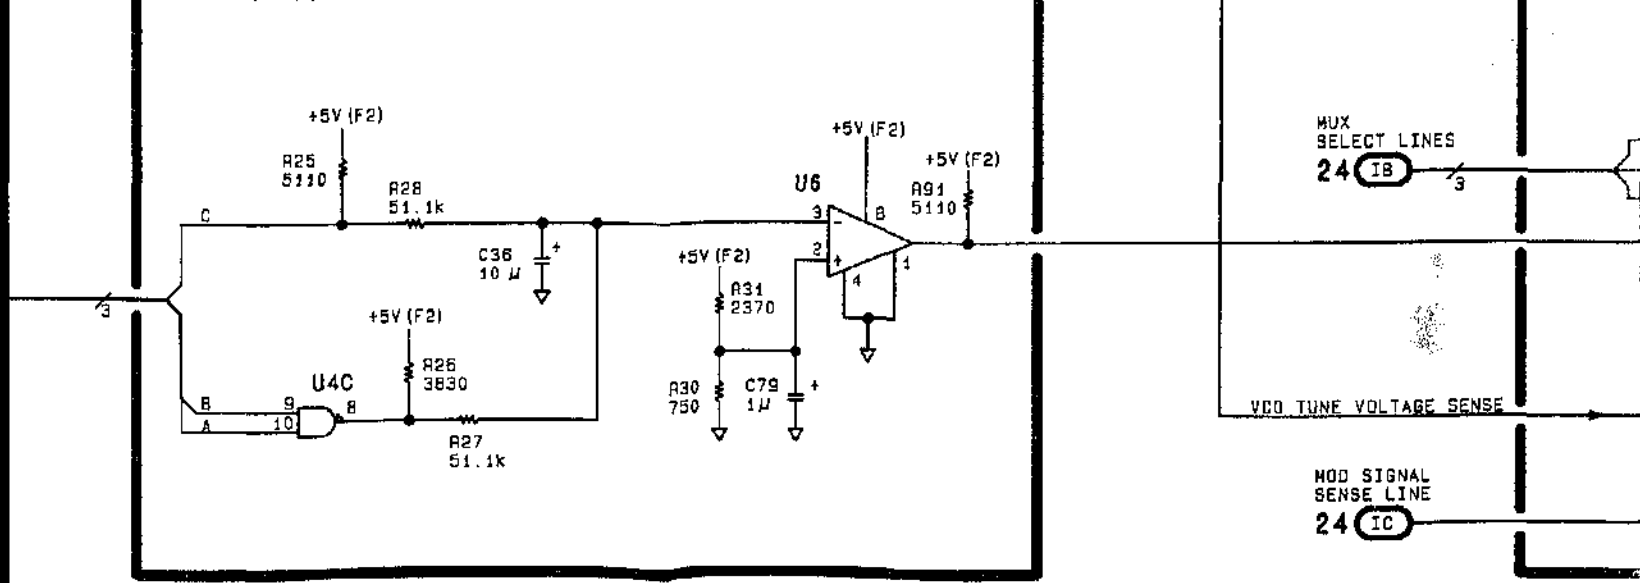 +5V (F2)
R25
5110
R28
51.1k
C
C36
10 µ
+
3
+5V (F2)
R26
3830
U4C
B
A
9
10
8
R27
51.1k
+5V (F2)
R31
2370
R30
750
C79
1µ
+
+5V (F2)
U6
3
-
2
+
8
4
1
+5V (F2)
R91
5110
MUX
SELECT LINES
24 IB
3
VCO TUNE VOLTAGE SENSE
MOD SIGNAL
SENSE LINE
24 IC